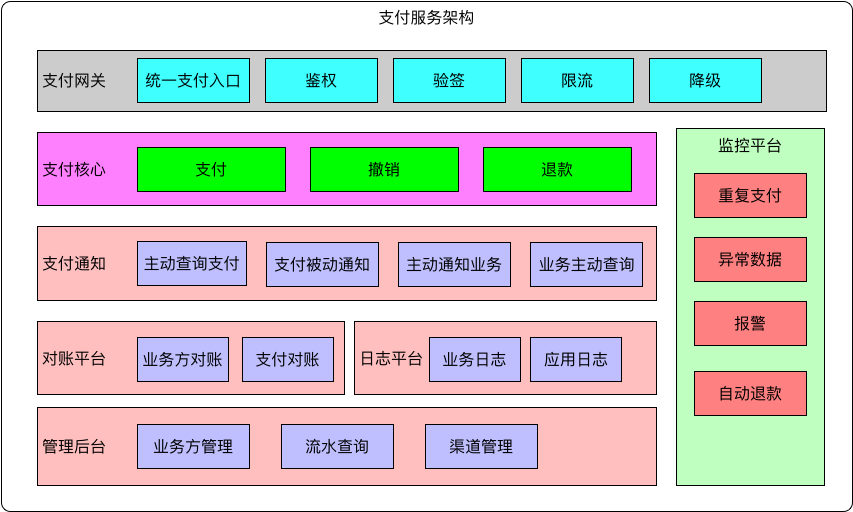 支付服务架构
支付网关 统一支付入口 鉴权 验签 限流 降级
支付核心 支付 撤销 退款
支付通知 主动查询支付 支付被动通知 主动通知业务 业务主动查询
对账平台 业务方对账 支付对账
日志平台 业务日志 应用日志
管理后台 业务方管理 流水查询 渠道管理
监控平台
重复支付
异常数据
报警
自动退款